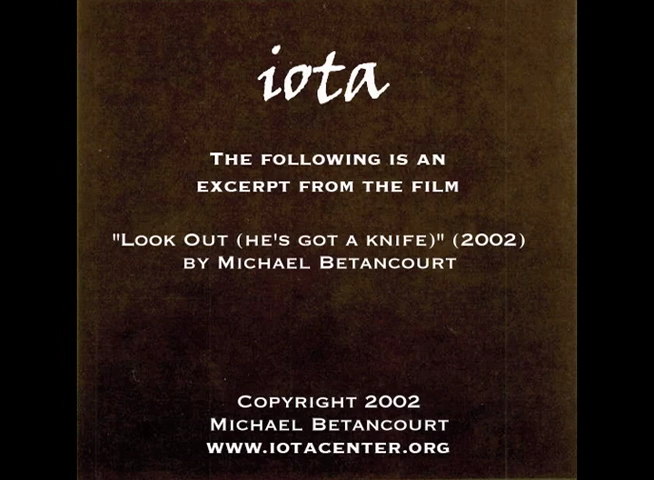 iota
THE FOLLOWING IS AN
EXCERPT FROM THE FILM
"LOOK OUT (HE'S GOT A KNIFE)" (2002)
BY MICHAEL BETANCOURT
COPYRIGHT 2002
MICHAEL BETANCOURT
WWW.IOTACENTER.ORG